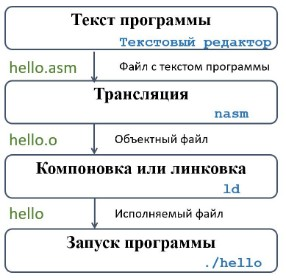 Текст программы
Текстовый редактор
hello.asm Файл с текстом программы
Трансляция
nasm
hello.o Объектный файл
Компоновка или линковка
ld
hello Исполняемый файл
Запуск программы
./hello